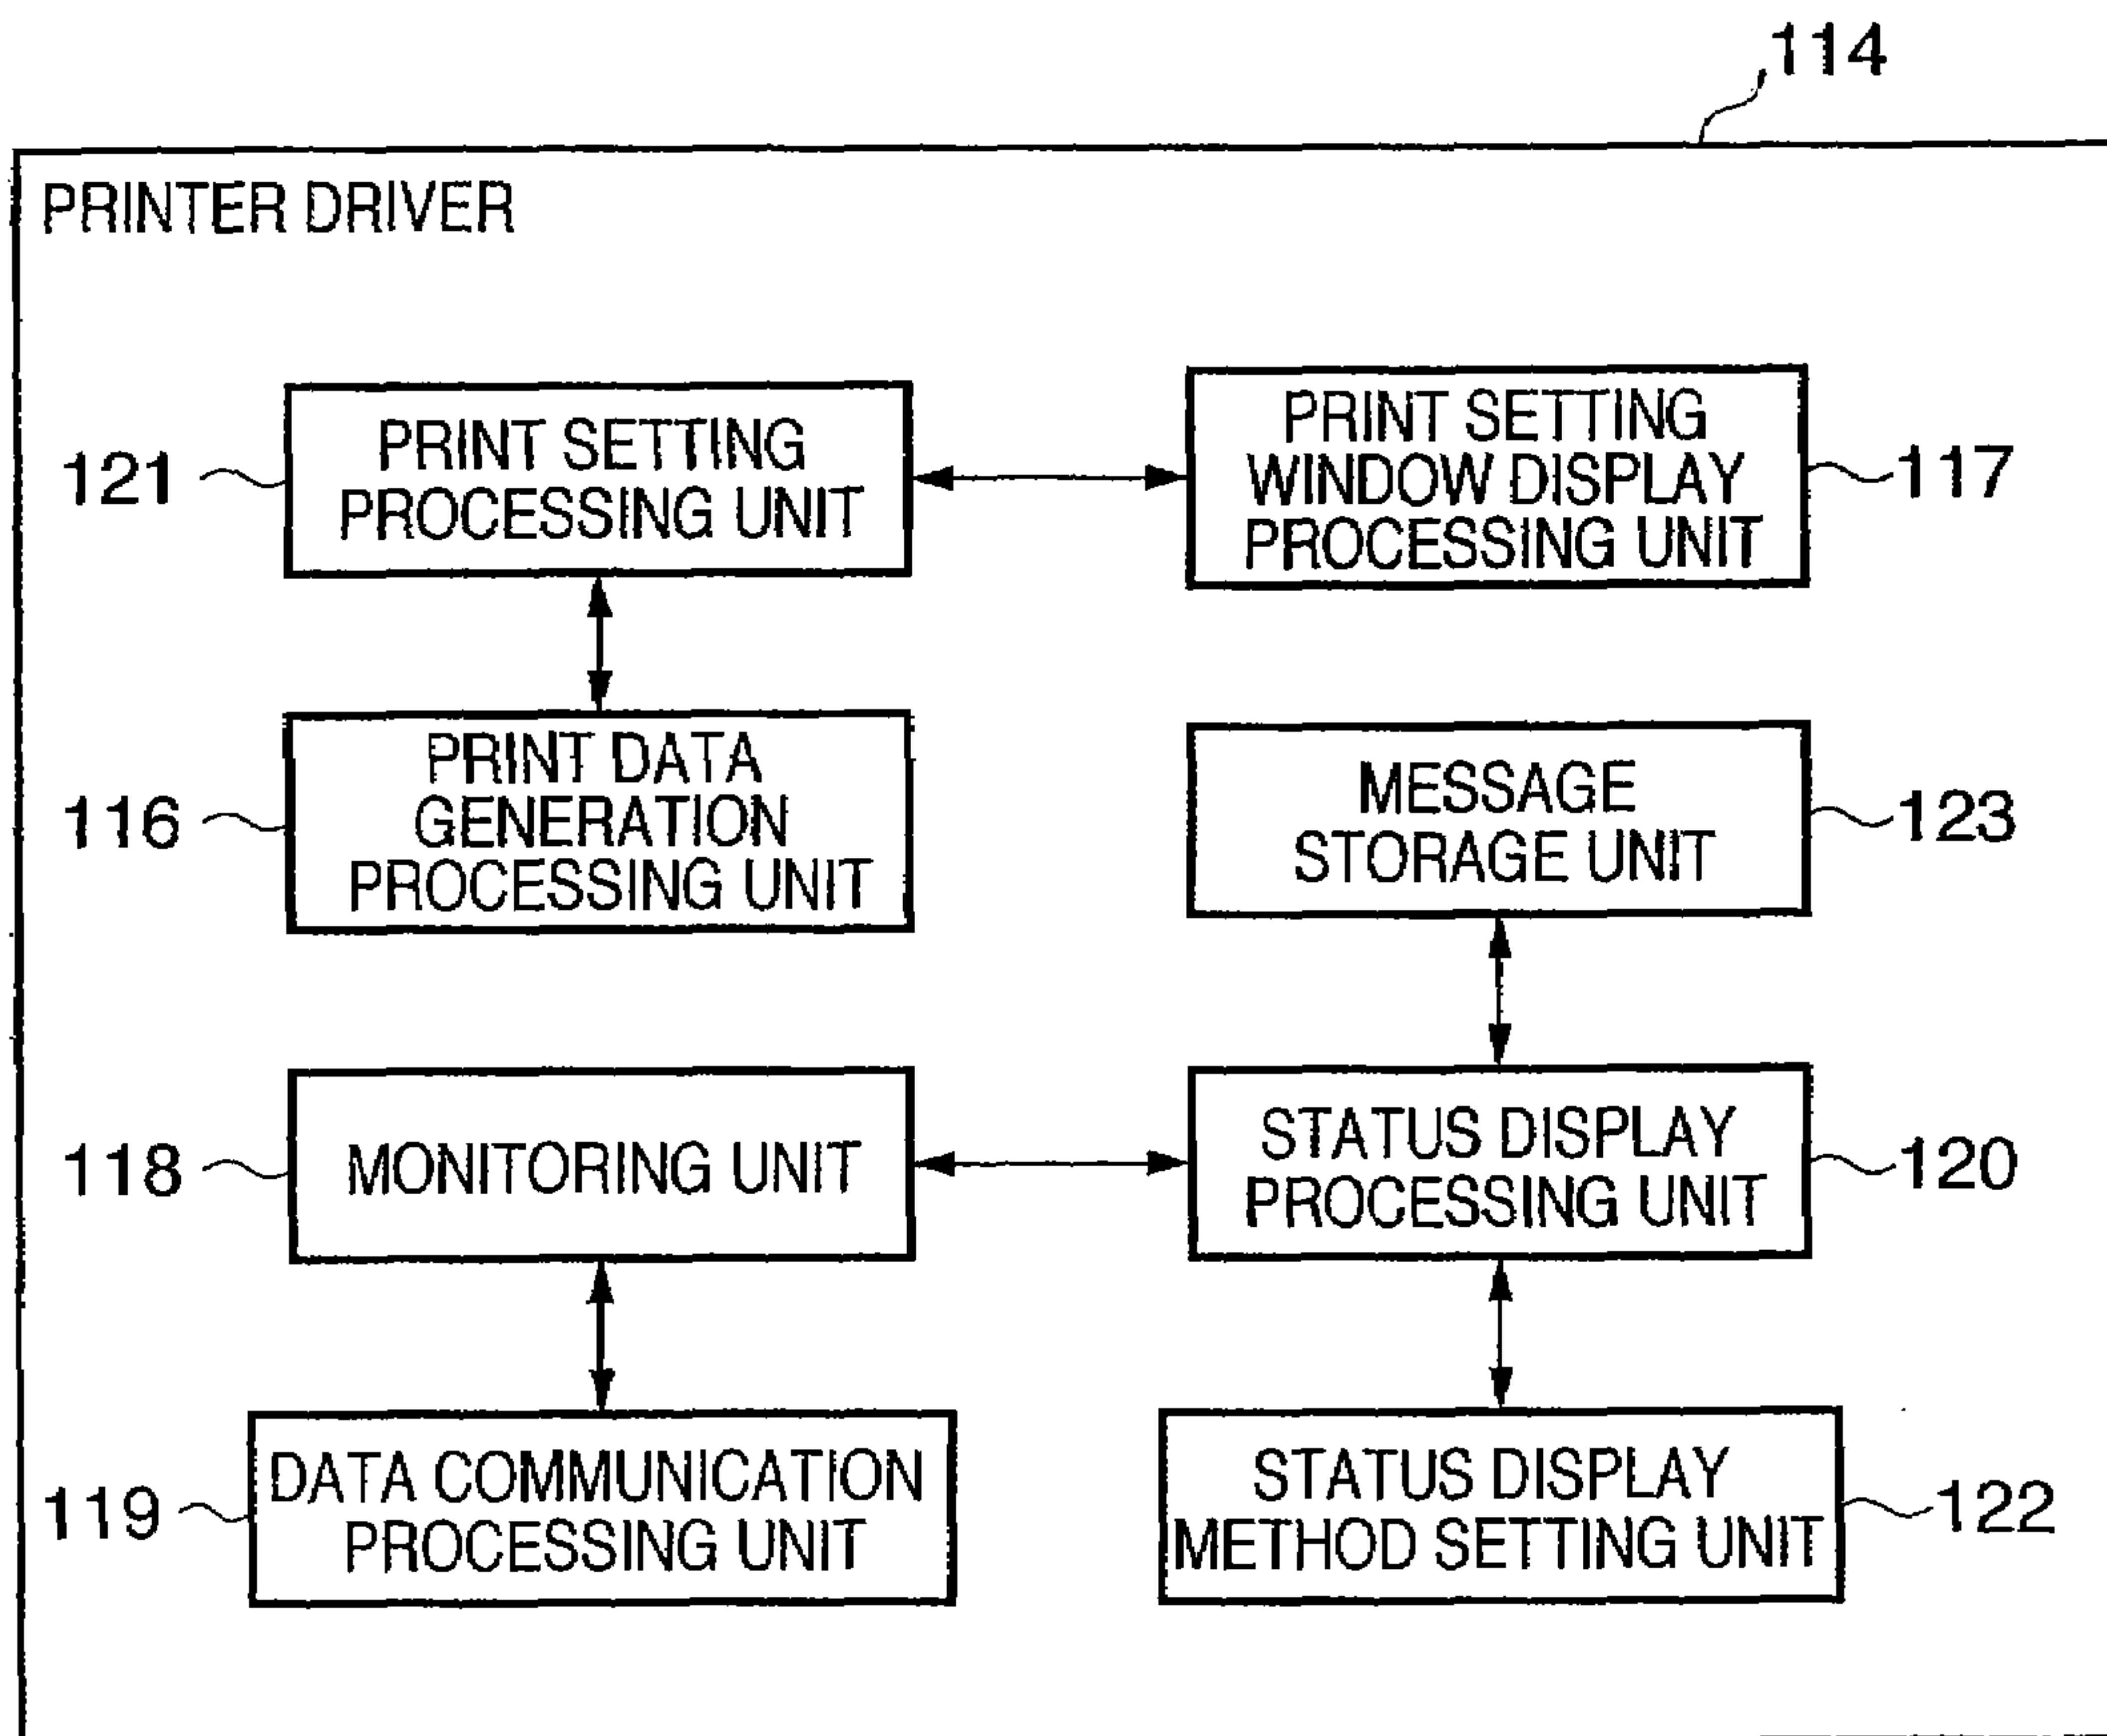 114
PRINTER DRIVER
121
PRINT SETTING
PROCESSING UNIT
PRINT SETTING
WINDOW DISPLAY
PROCESSING UNIT
117
116
PRINT DATA
GENERATION
PROCESSING UNIT
MESSAGE
STORAGE UNIT
123
118
MONITORING UNIT
STATUS DISPLAY
PROCESSING UNIT
120
119
DATA COMMUNICATION
PROCESSING UNIT
STATUS DISPLAY
METHOD SETTING UNIT
122